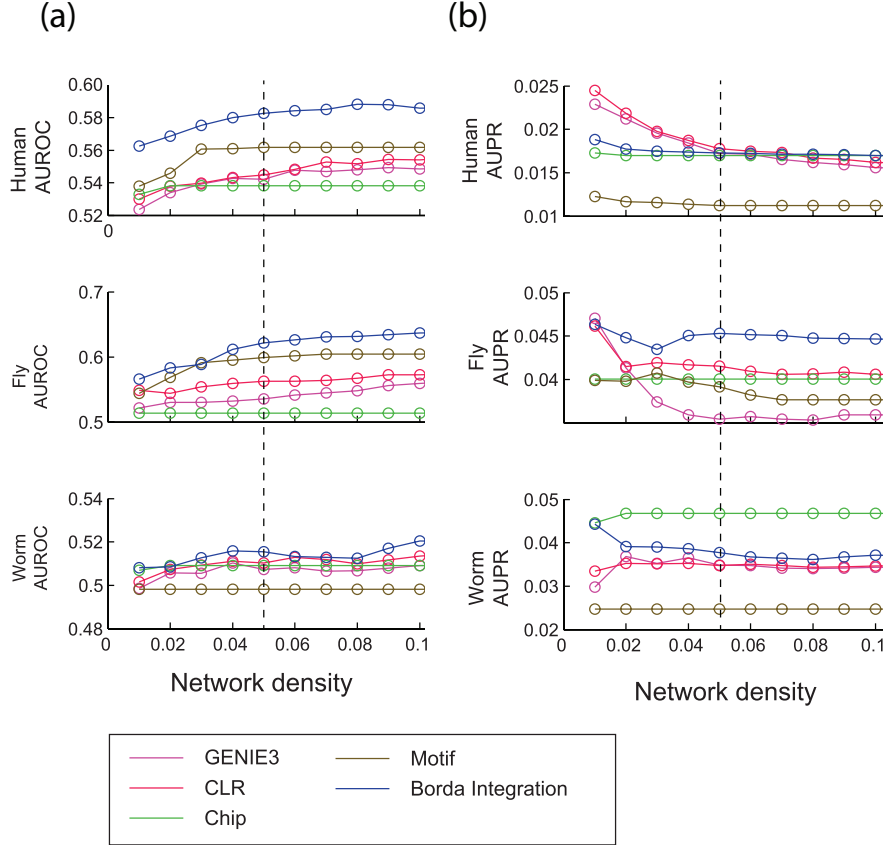 (a)
(b)
Human
AUROC
0.60
0.58
0.56
0.54
0.52
0
Human
AUPR
0.025
0.02
0.015
0.01
Fly
AUROC
0.7
0.6
0.5
Fly
AUPR
0.05
0.045
0.04
Worm
AUROC
0.54
0.52
0.5
0.48
0 0.02 0.04 0.06 0.08 0.1
Network density
Worm
AUPR
0.05
0.04
0.03
0.02
0 0.02 0.04 0.06 0.08 0.1
Network density
GENIE3
CLR
Chip
Motif
Borda Integration